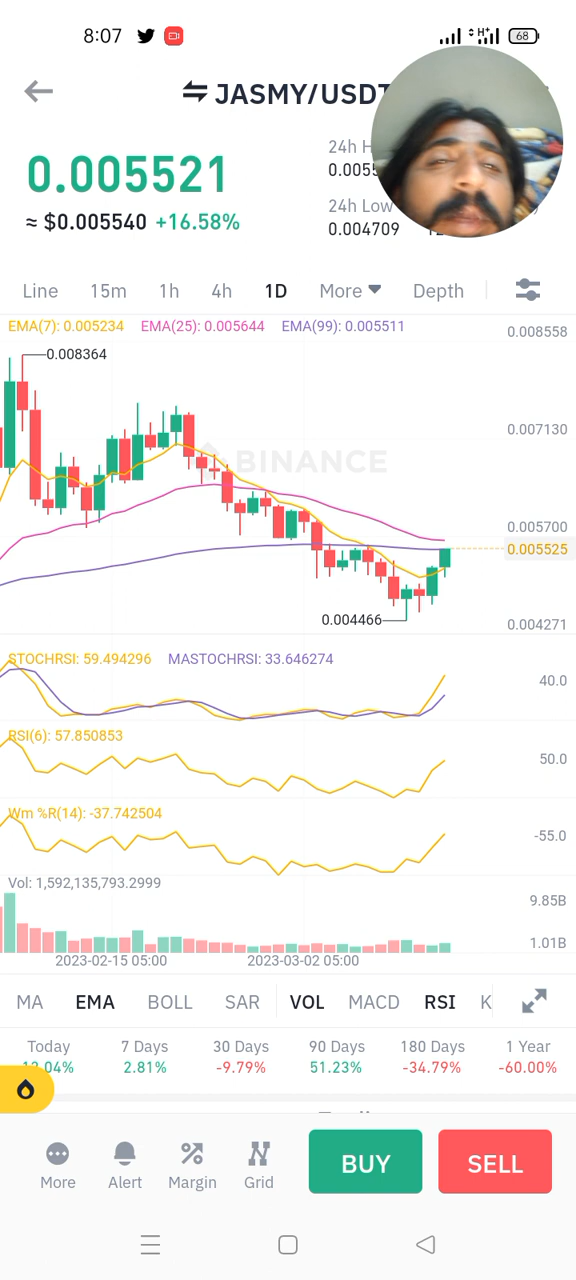 8:07 H+ 68
JASMY/USDT
0.005521
≈ $0.005540 +16.58%
24h H
0.0055
24h Low
0.004709
Line 15m 1h 4h 1D More Depth
EMA(7): 0.005234 EMA(25): 0.005644 EMA(99): 0.005511
0.008558
0.008364
0.007130
BINANCE
0.005700
0.005525
0.004466
0.004271
STOCHRSI: 59.494296 MASTOCHRSI: 33.646274
40.0
RSI(6): 57.850853
50.0
Wm %R(14): -37.742504
-55.0
Vol: 1,592,135,793.2999
9.85B
1.01B
2023-02-15 05:00 2023-03-02 05:00
MA EMA BOLL SAR VOL MACD RSI K
Today 7 Days 30 Days 90 Days 180 Days 1 Year
2.04% 2.81% -9.79% 51.23% -34.79% -60.00%
More Alert Margin Grid BUY SELL